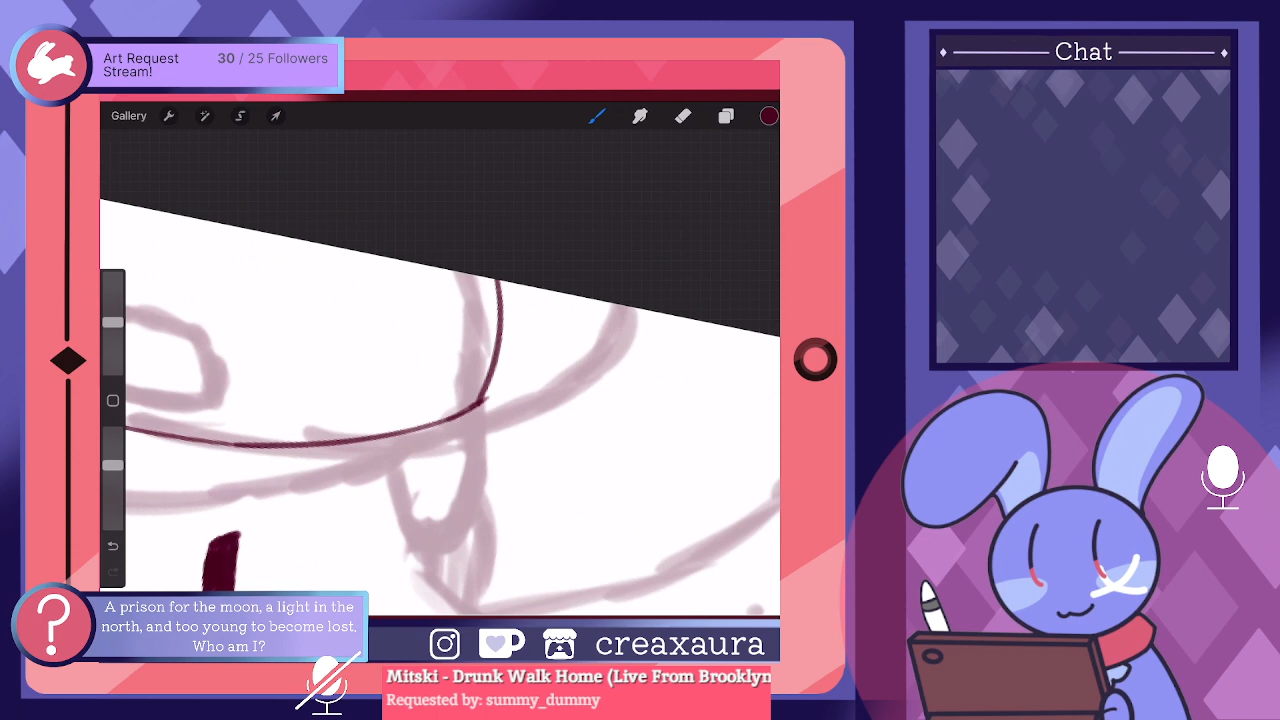 Art Request
Stream!
30 / 25 Followers
Chat
Gallery
A prison for the moon, a light in the
north, and too young to become lost.
Who am I?
creaxaura
Mitski - Drunk Walk Home (Live From Brooklyn
Requested by: summy_dummy